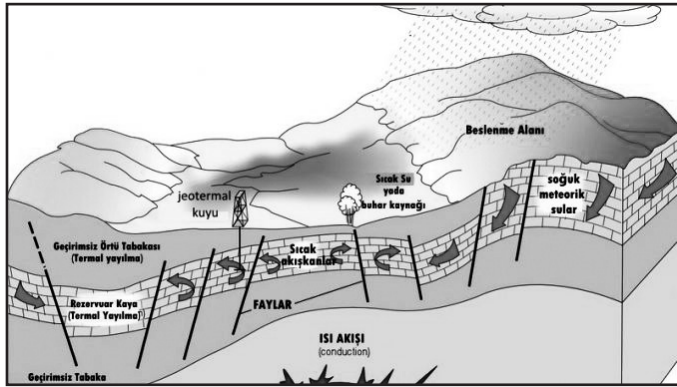 Beslenme Alanı
Sıcak Su
yada
buhar kaynağı
jeotermal
kuyu
soğuk
meteorik
sular
Geçirimsiz Örtü Tabakası
(Termal yayılma)
Sıcak
akışkanlar
Rezervuar Kaya
(Termal Yayılma)
FAYLAR
ISI AKIŞI
(conduction)
Geçirimsiz Tabaka